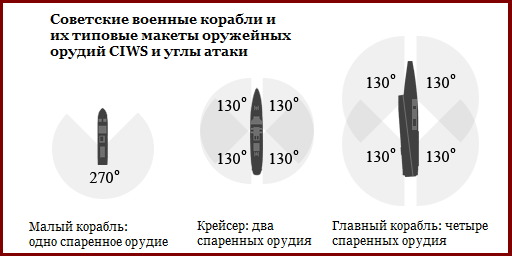 Советские военные корабли и
их типовые макеты оружейных
орудий CIWS и углы атаки
270°
130° 130°
130° 130°
130° 130°
130° 130°
Малый корабль:
одно спаренное орудие
Крейсер: два
спаренных орудия
Главный корабль: четыре
спаренных орудия